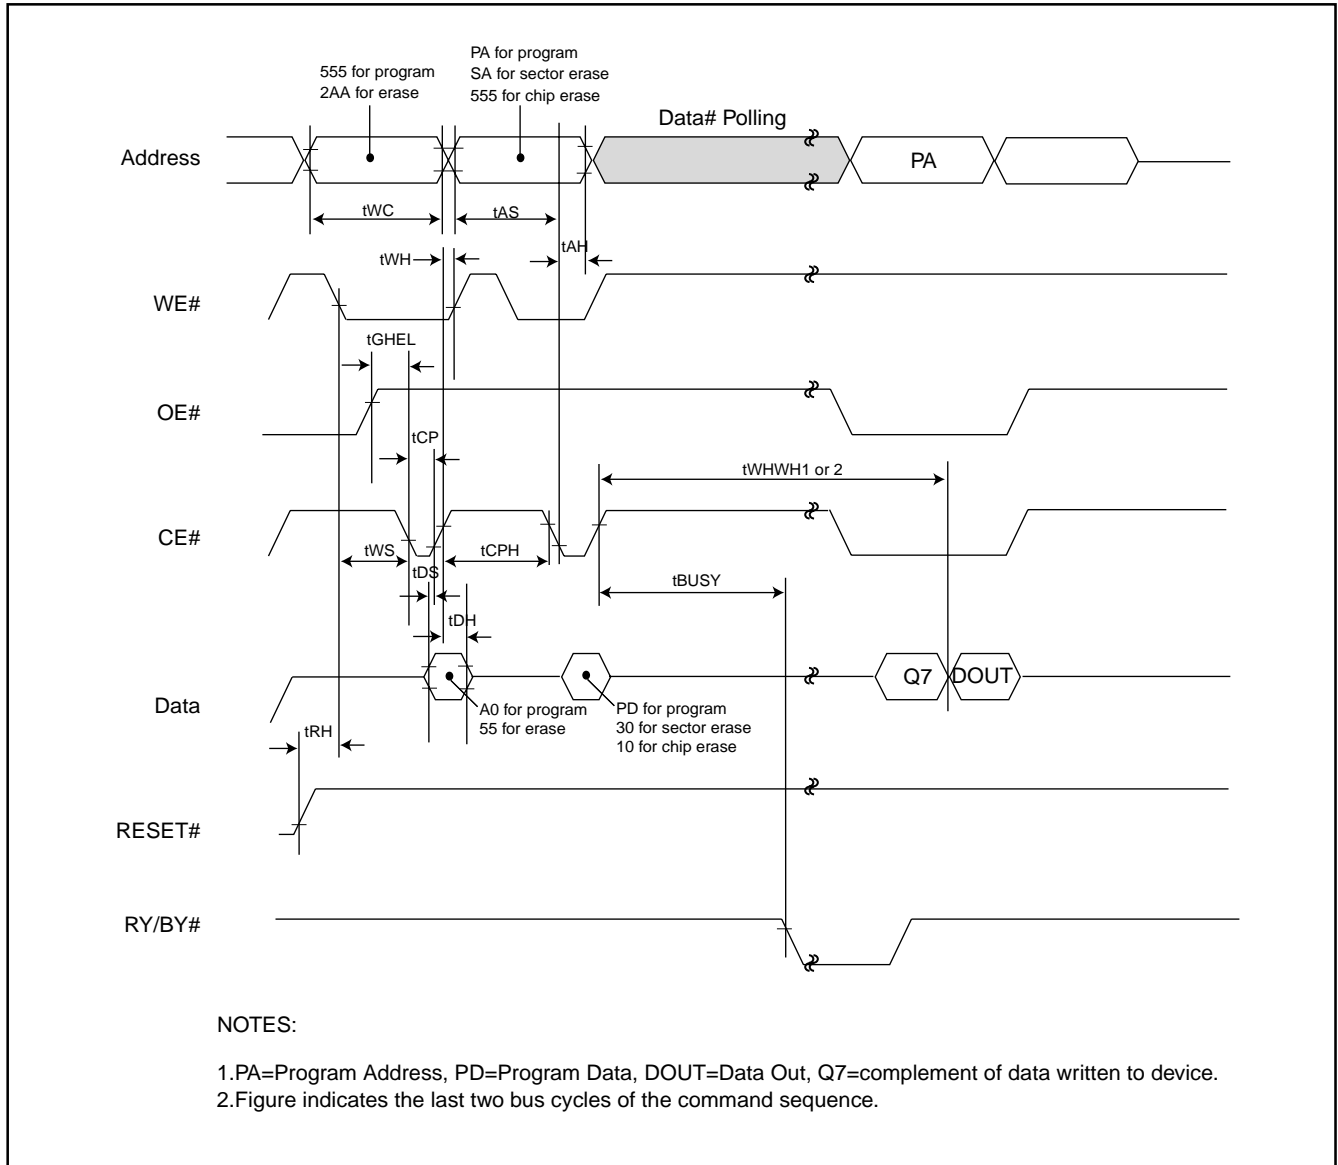 PA for program
555 for program
SA for sector erase
2AA for erase
555 for chip erase
Data# Polling
Address
PA
tWC
tAS
tAH
tWH
WE#
tGHEL
OE#
tCP
tWHWH1 or 2
CE#
tWS
tCPH
tDS
tBUSY
tDH
Q7
DOUT
Data
A0 for program
55 for erase
PD for program
30 for sector erase
10 for chip erase
tRH
RESET#
RY/BY#
NOTES:
1.PA=Program Address, PD=Program Data, DOUT=Data Out, Q7=complement of data written to device.
2.Figure indicates the last two bus cycles of the command sequence.